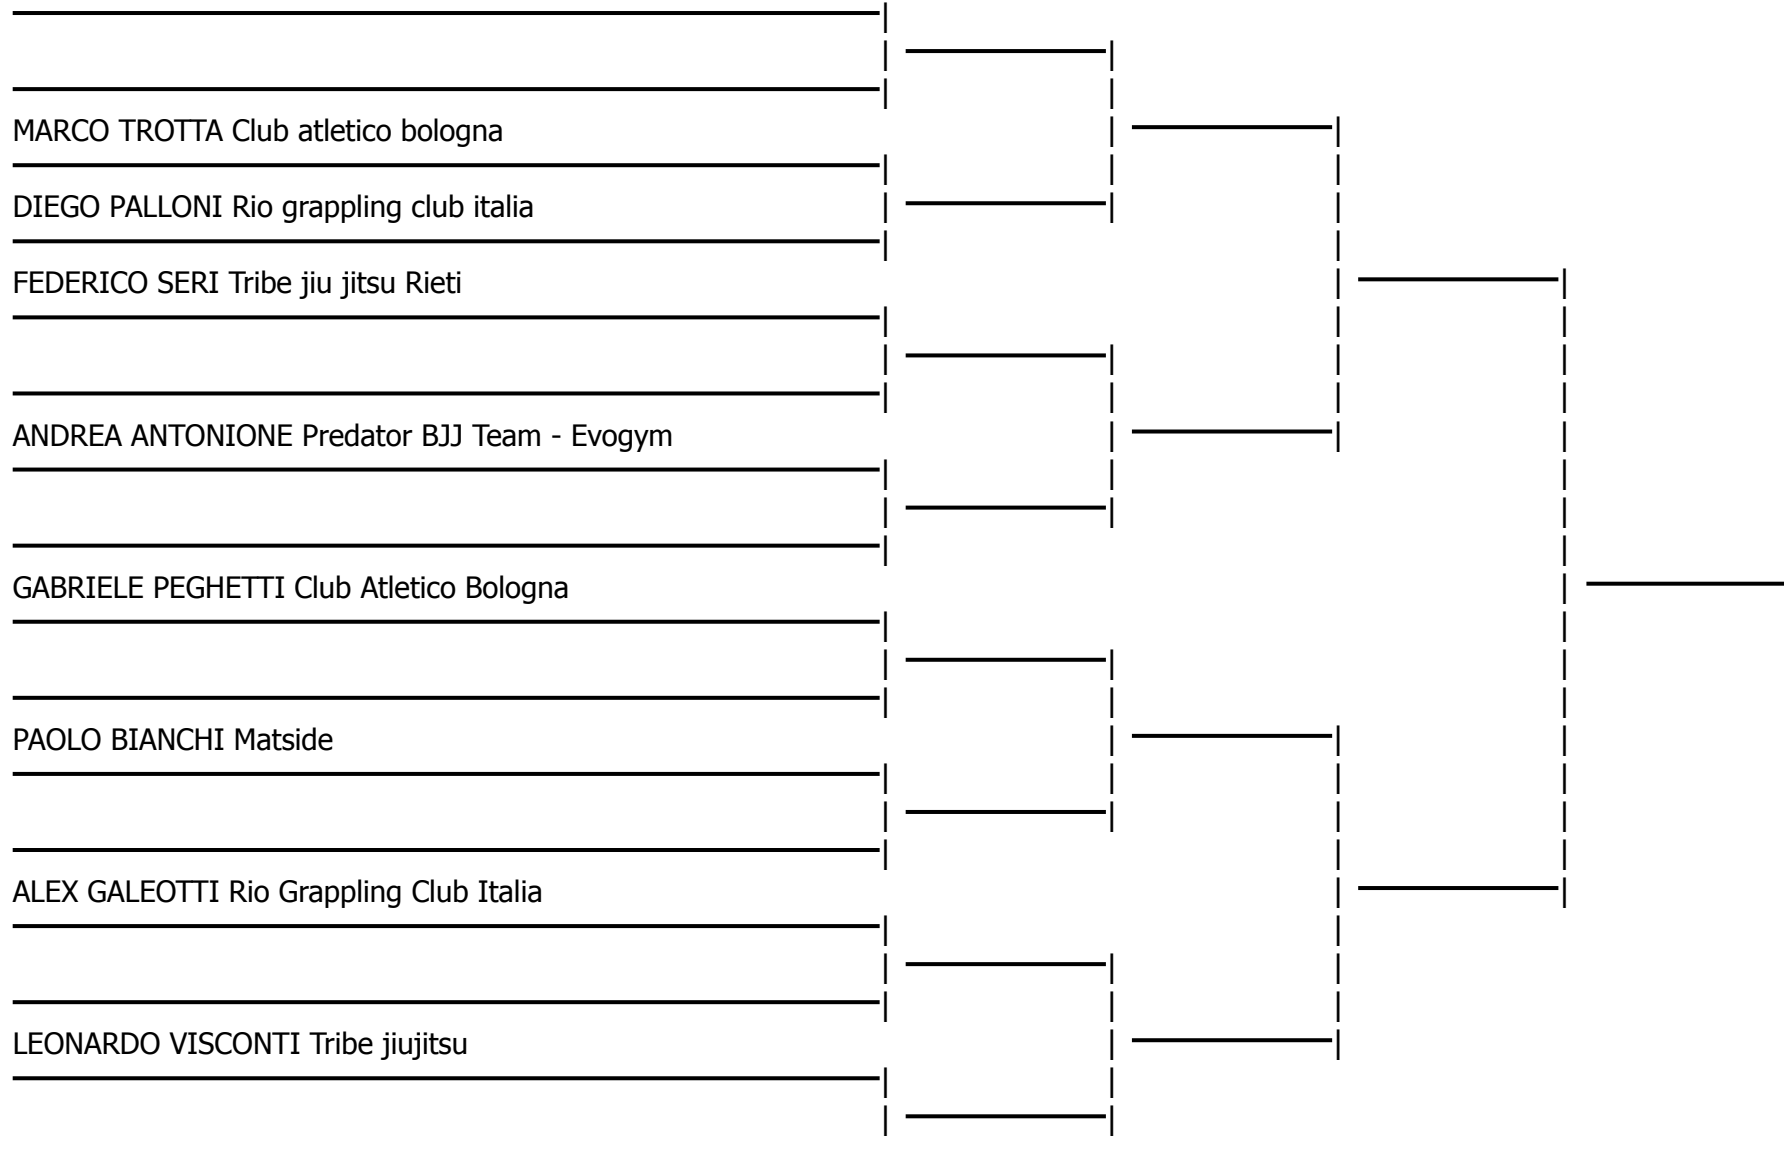 MARCO TROTTA Club atletico bologna
DIEGO PALLONI Rio grappling club italia
FEDERICO SERI Tribe jiu jitsu Rieti
ANDREA ANTONIONE Predator BJJ Team - Evogym
GABRIELE PEGHETTI Club Atletico Bologna
PAOLO BIANCHI Matside
ALEX GALEOTTI Rio Grappling Club Italia
LEONARDO VISCONTI Tribe jiujitsu